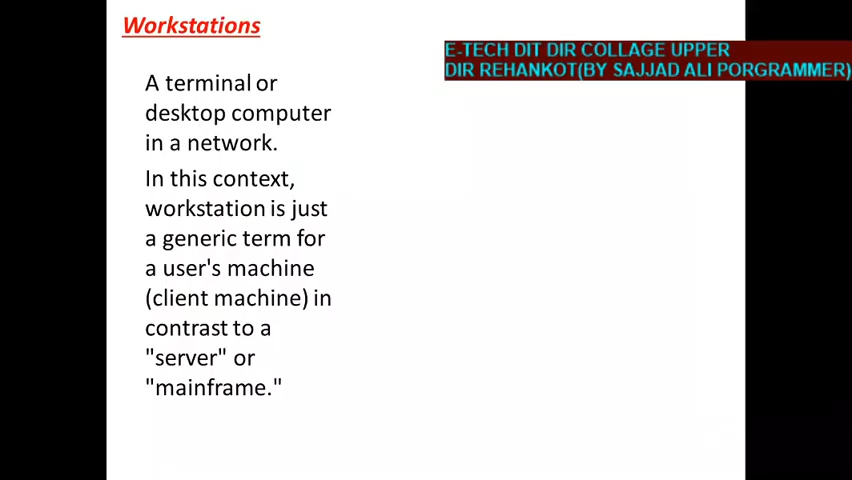 Workstations
E-TECH DIT DIR COLLAGE UPPER
DIR REHANKOT(BY SAJJAD ALI PORGRAMMER)
A terminal or
desktop computer
in a network.
In this context,
workstation is just
a generic term for
a user's machine
(client machine) in
contrast to a
"server" or
"mainframe."